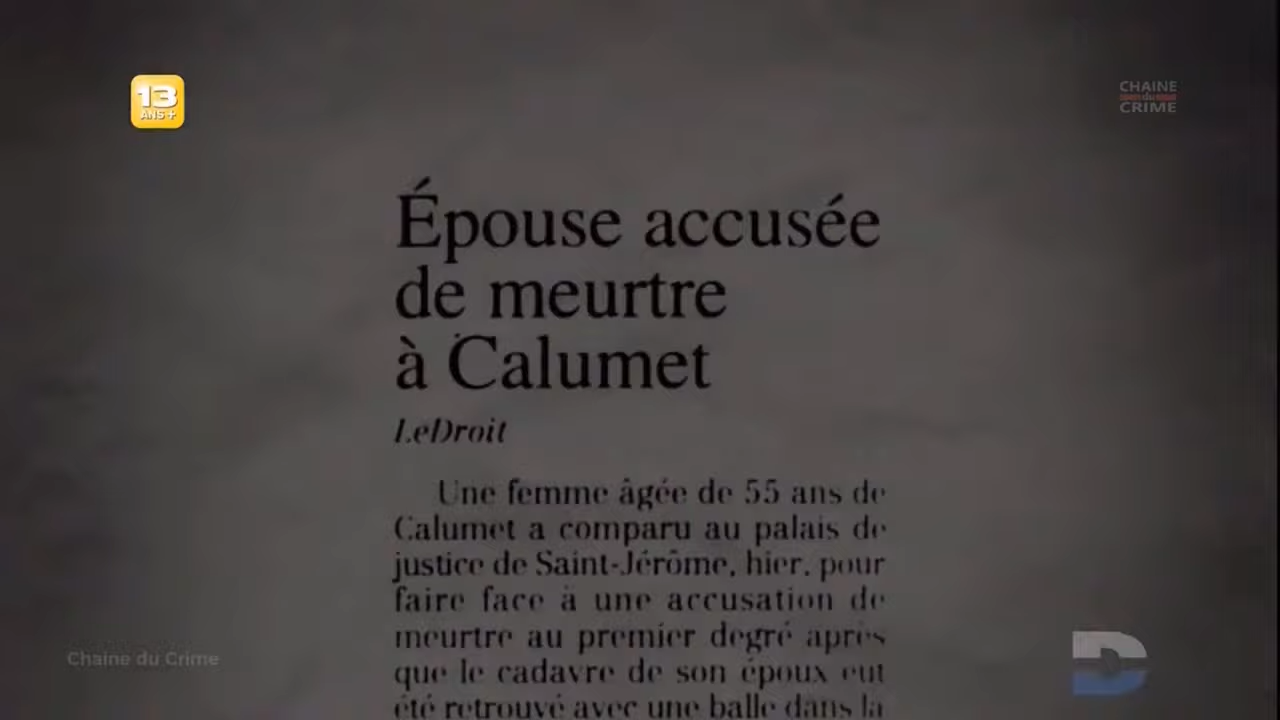 13
ANS +
CHAINE
du
CRIME
Épouse accusée
de meurtre
à Calumet
LeDroit
Une femme âgée de 55 ans de
Calumet a comparu au palais de
justice de Saint-Jérôme, hier, pour
faire face à une accusation de
meurtre au premier degré après
que le cadavre de son époux eut
été retrouvé avec une balle dans la
Chaine du Crime
D